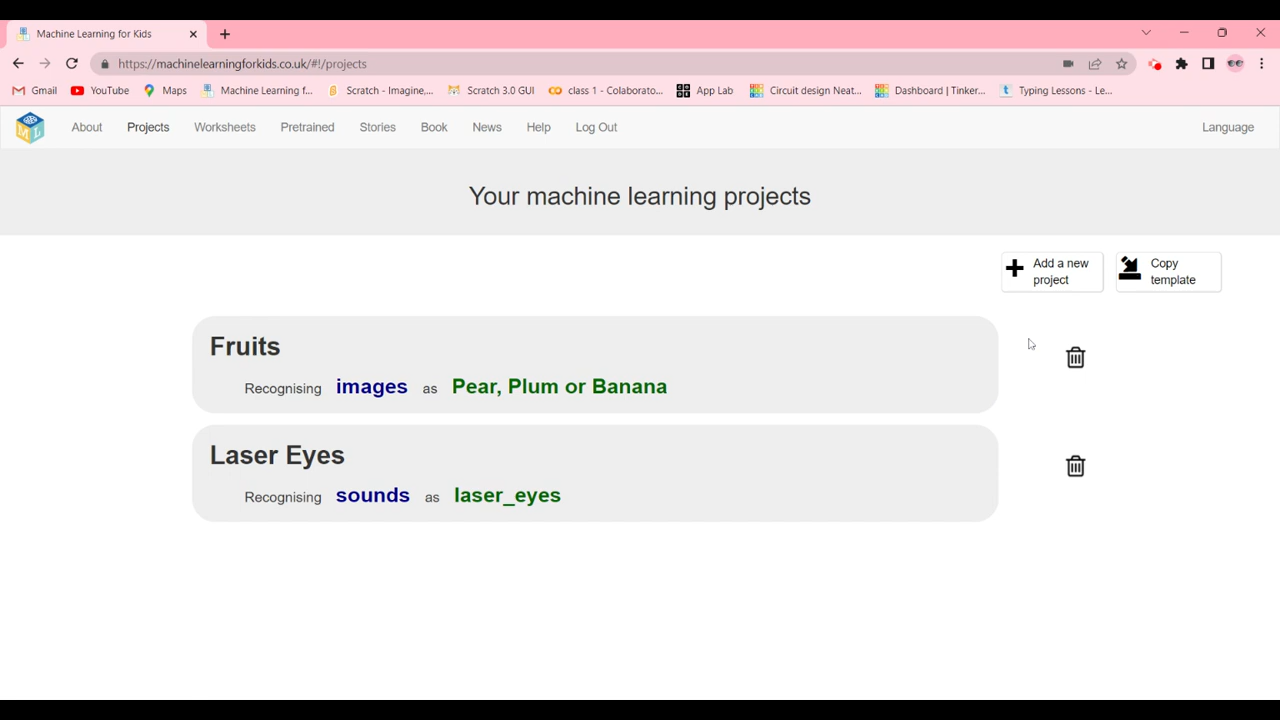 Machine Learning for Kids
https://machinelearningforkids.co.uk/#!/projects
Gmail YouTube Maps Machine Learning f... Scratch - Imagine,... Scratch 3.0 GUI class 1 - Colaborato... App Lab Circuit design Neat... Dashboard | Tinker... Typing Lessons - Le...
About Projects Worksheets Pretrained Stories Book News Help Log Out Language
Your machine learning projects
Add a new
project
Copy
template
Fruits
Recognising images as Pear, Plum or Banana
Laser Eyes
Recognising sounds as laser_eyes